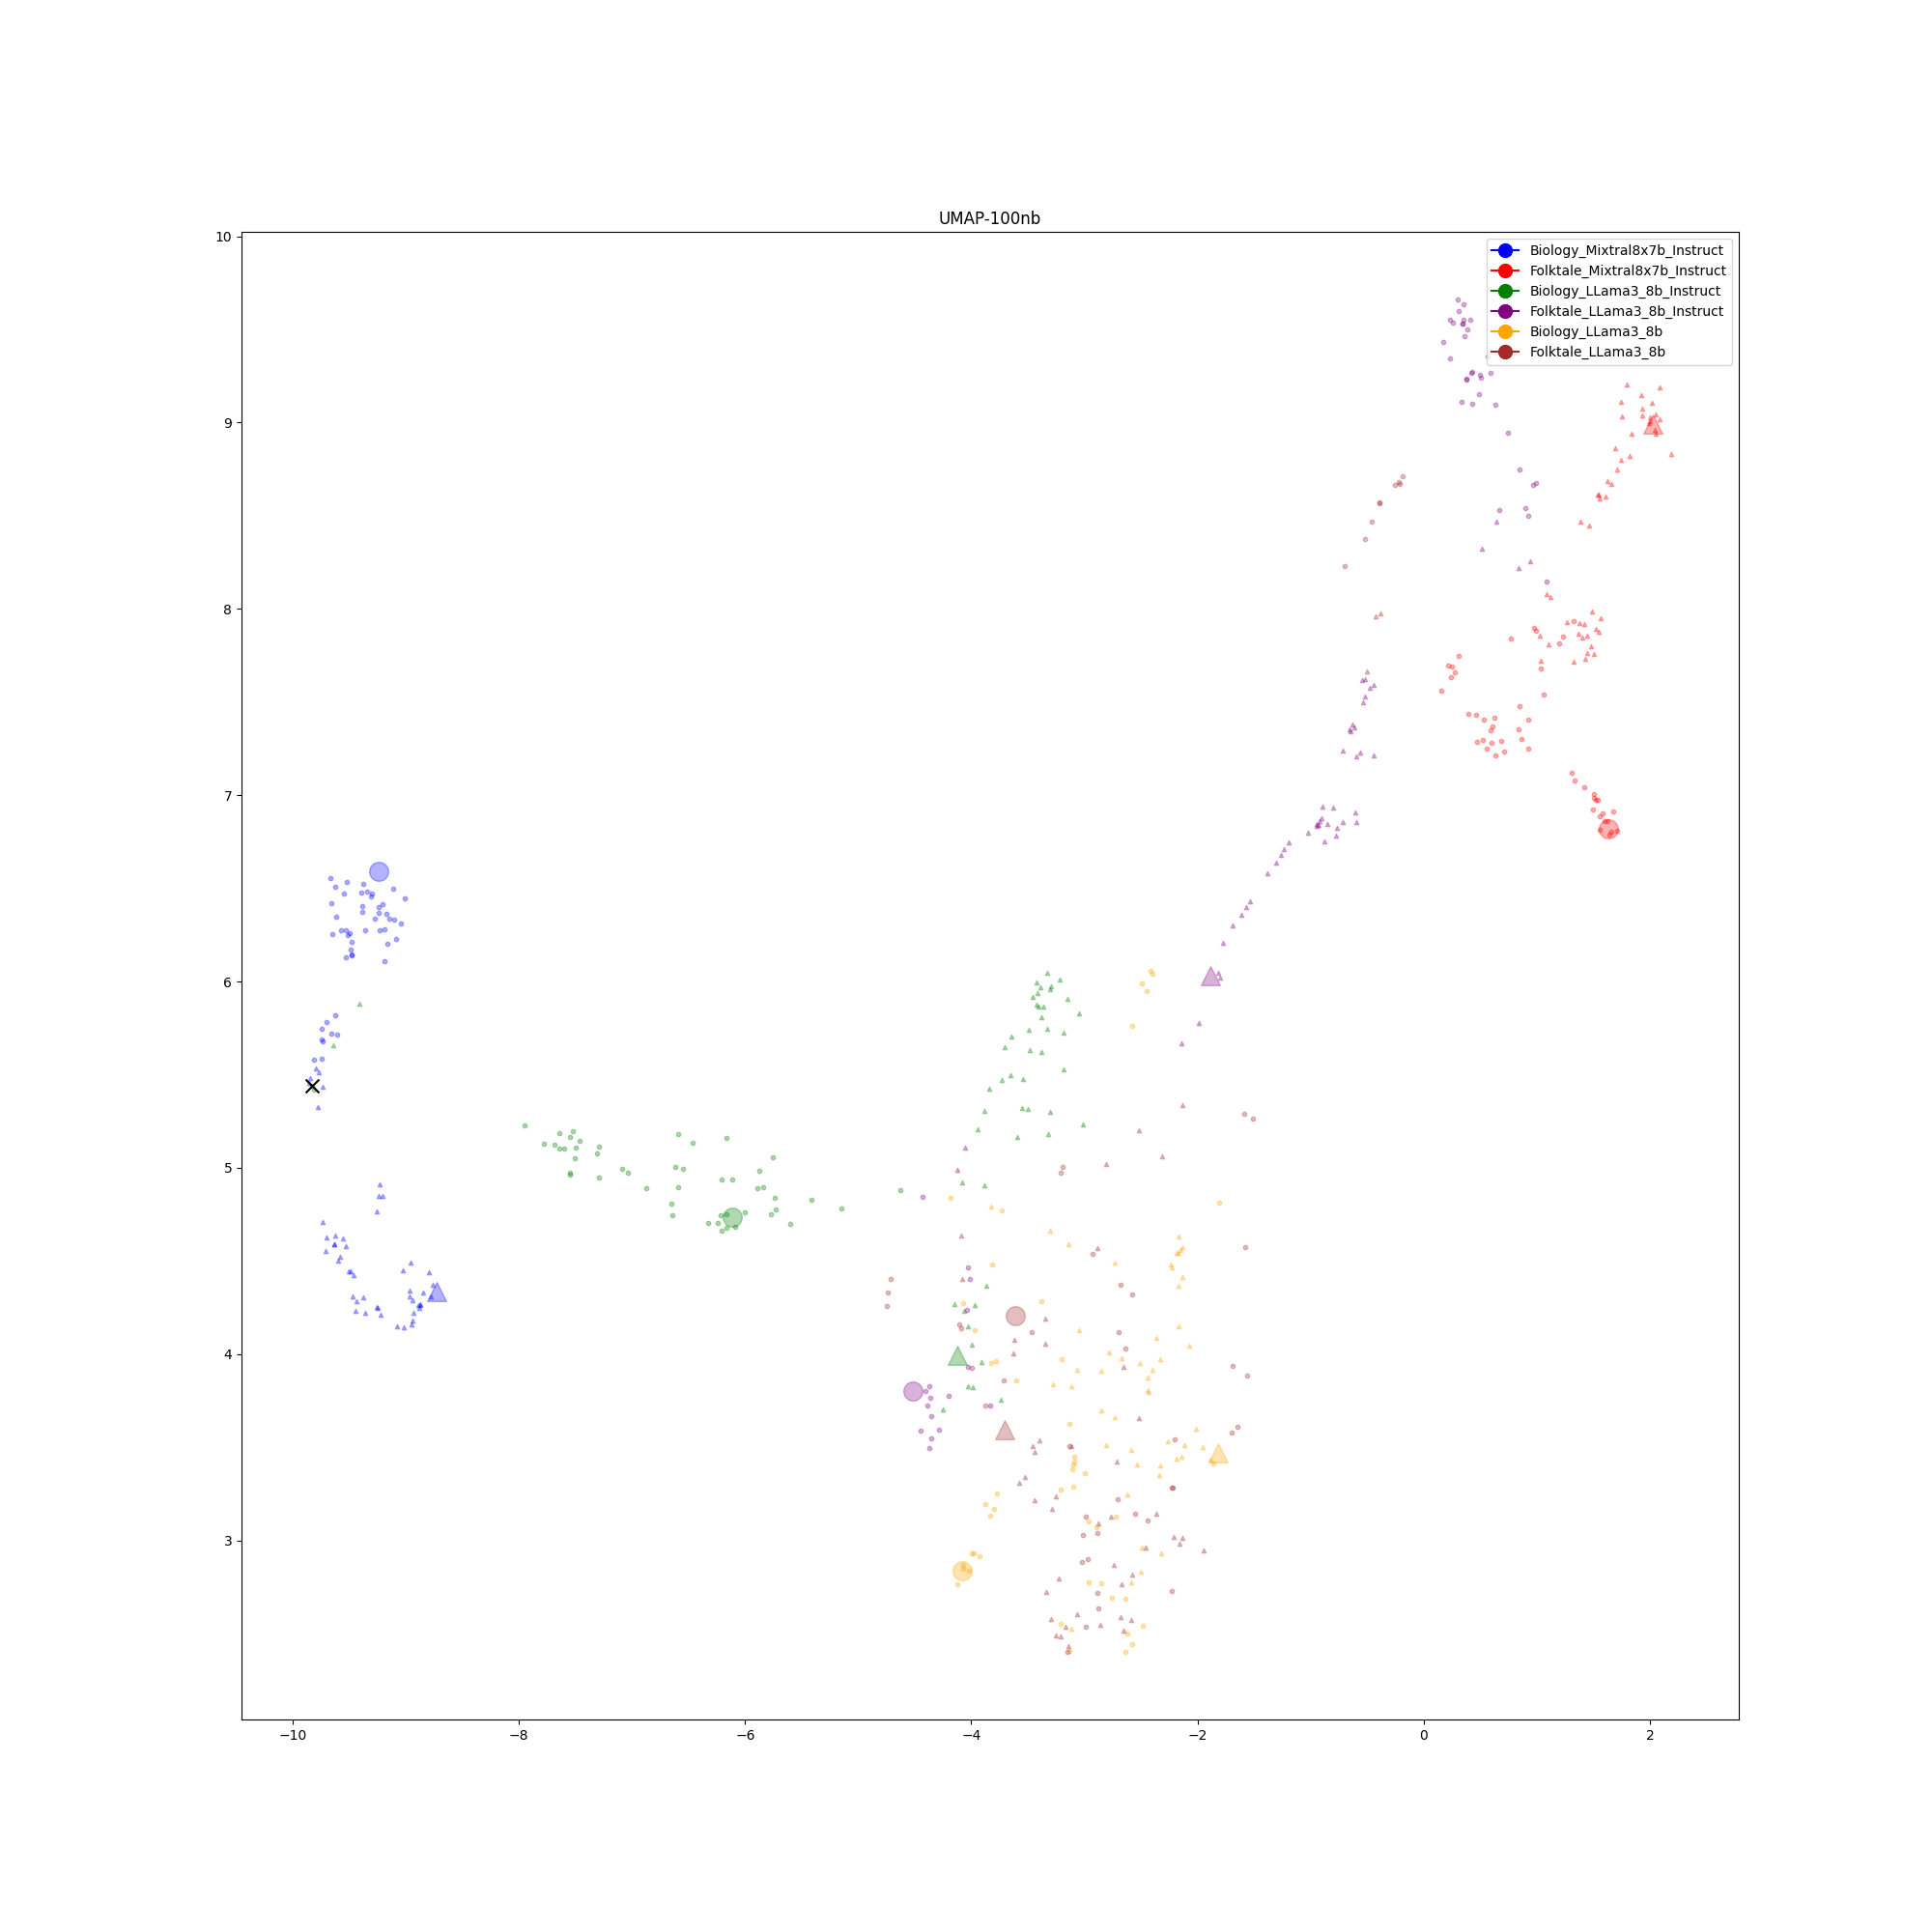 UMAP-100nb
Biology_Mixtral8x7b_Instruct
Folktale_Mixtral8x7b_Instruct
Biology_LLama3_8b_Instruct
Folktale_LLama3_8b_Instruct
Biology_LLama3_8b
Folktale_LLama3_8b
10
9
8
7
6
5
4
3
−10 −8 −6 −4 −2 0 2